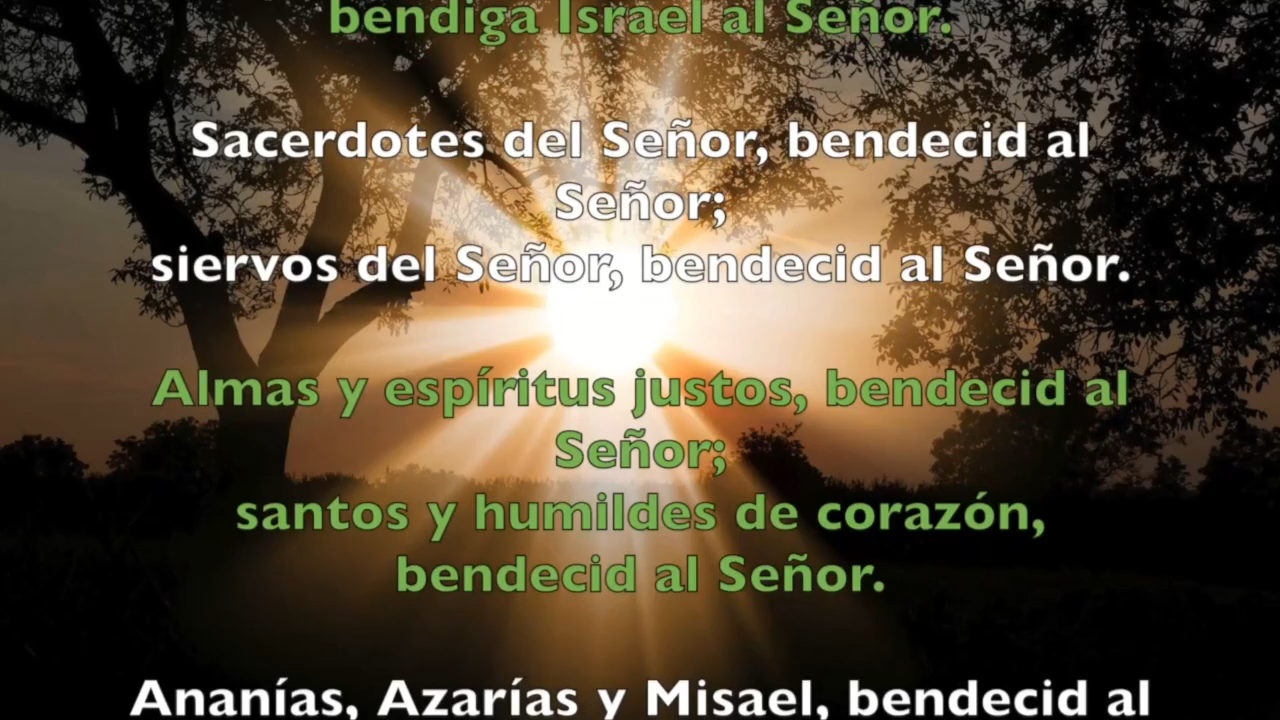 bendiga Israel al Señor.
Sacerdotes del Señor, bendecid al
Señor;
siervos del Señor, bendecid al Señor.
Almas y espíritus justos, bendecid al
Señor;
santos y humildes de corazón,
bendecid al Señor.
Ananías, Azarías y Misael, bendecid al